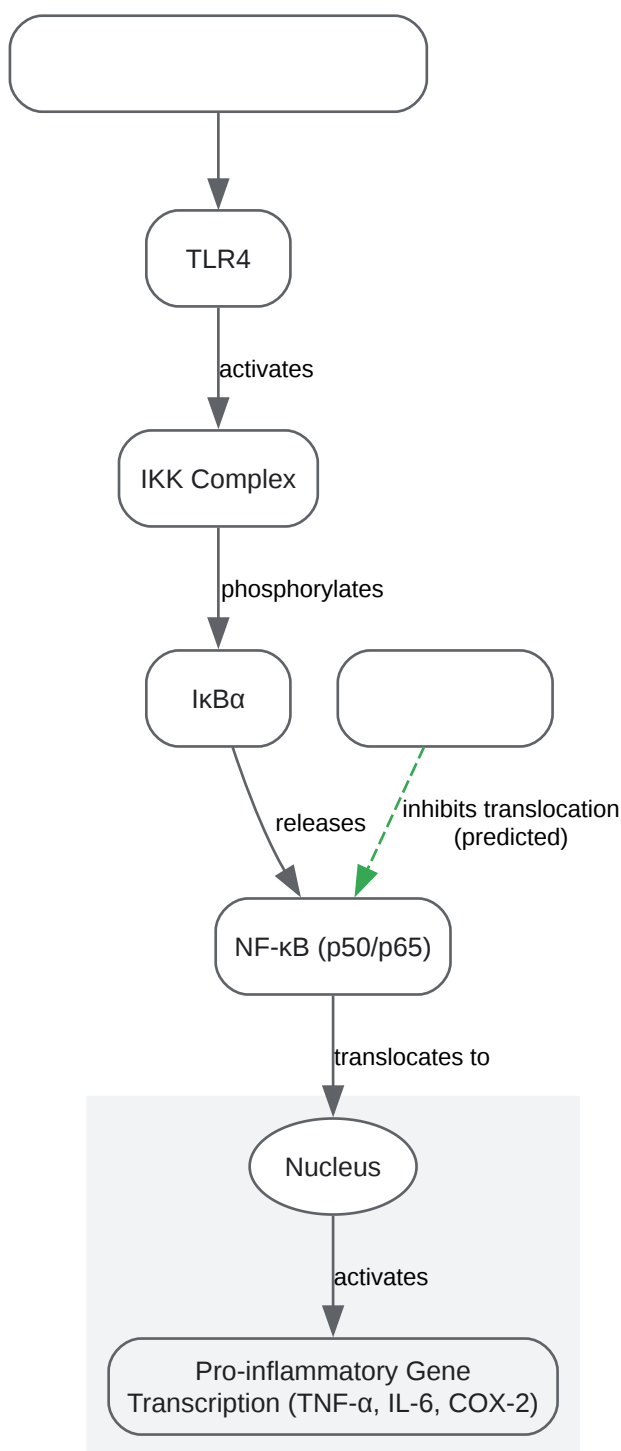 TLR4
activates
IKK Complex
phosphorylates
IκBα
releases
inhibits translocation
(predicted)
NF-κB (p50/p65)
translocates to
Nucleus
activates
Pro-inflammatory Gene
Transcription (TNF-α, IL-6, COX-2)